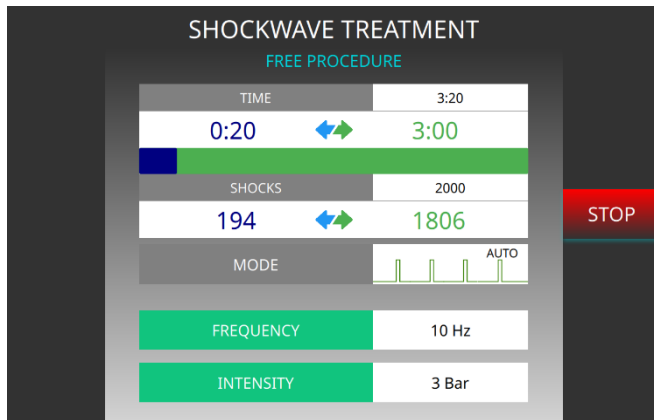 SHOCKWAVE TREATMENT
FREE PROCEDURE
TIME 3:20
0:20 3:00
SHOCKS 2000
194 1806
STOP
MODE AUTO
FREQUENCY 10 Hz
INTENSITY 3 Bar